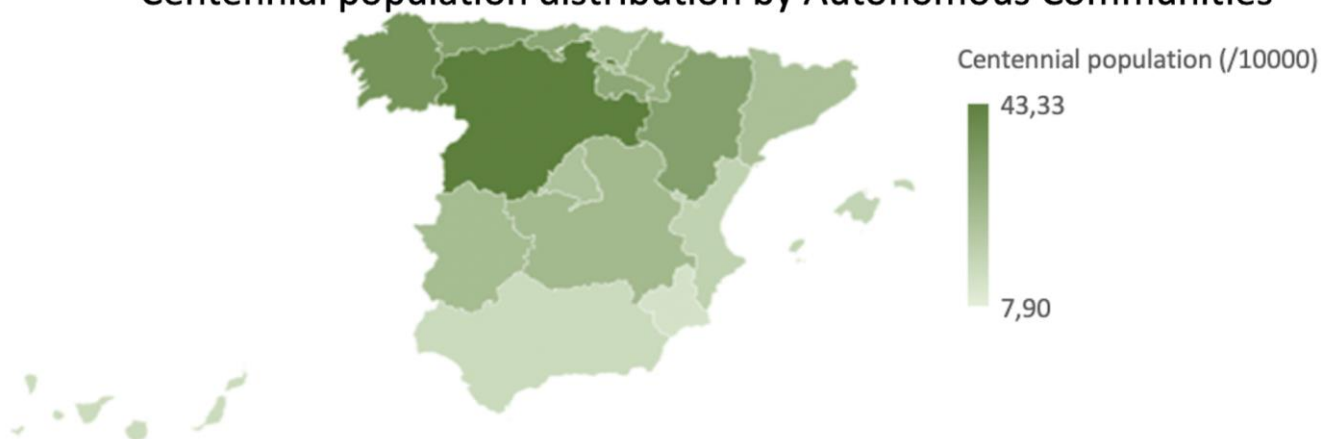 Centennial population distribution by Autonomous Communities
Centennial population (/10000)
43,33
7,90